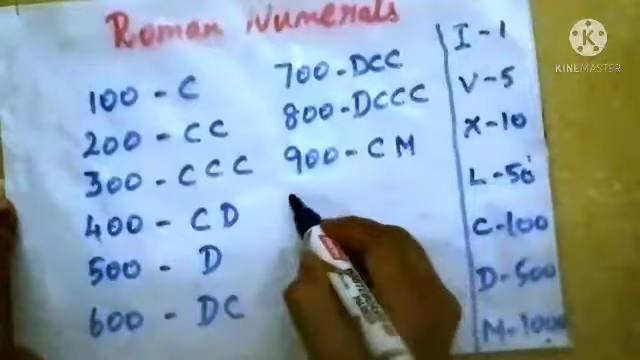 Roman Numerals
100 - C
200 - CC
300 - CCC
400 - CD
500 - D
600 - DC
700 - DCC
800 - DCCC
900 - CM
I - 1
V - 5
X - 10
L - 50
C - 100
D - 500
M - 1000
KINEMASTER